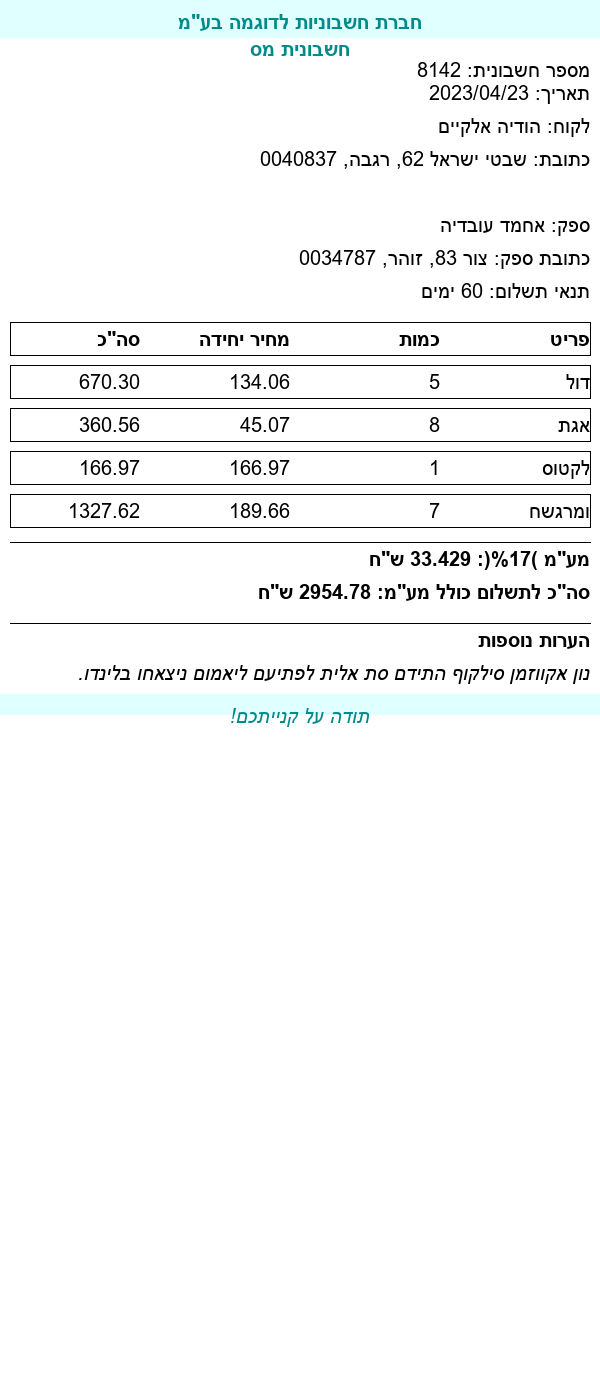 חברת חשבוניות לדוגמה בע"מ
חשבונית מס
מספר חשבונית: 8142
תאריך: 2023/04/23
לקוח: הודיה אלקיים
כתובת: שבטי ישראל 62, רגבה, 0040837
ספק: אחמד עובדיה
כתובת ספק: צור 83, זוהר, 0034787
תנאי תשלום: 60 ימים
פריט כמות מחיר יחידה סה"כ
דול 5 134.06 670.30
אגת 8 45.07 360.56
לקטוס 1 166.97 166.97
ומרגשח 7 189.66 1327.62
מע"מ )17%(: 33.429 ש"ח
סה"כ לתשלום כולל מע"מ: 2954.78 ש"ח
הערות נוספות
נון אקווזמן סילקוף התידם סת אלית לפתיעם ליאמום ניצאחו בלינדו.
תודה על קנייתכם!